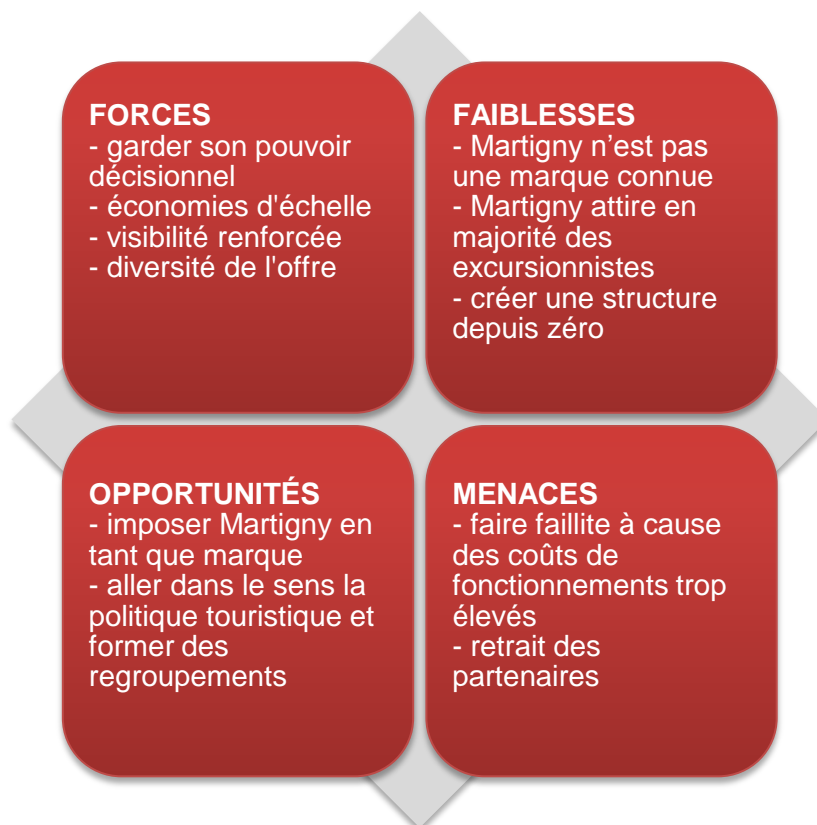 FORCES
- garder son pouvoir
décisionnel
- économies d'échelle
- visibilité renforcée
- diversité de l'offre
FAIBLESSES
- Martigny n’est pas
une marque connue
- Martigny attire en
majorité des
excursionnistes
- créer une structure
depuis zéro
OPPORTUNITÉS
- imposer Martigny en
tant que marque
- aller dans le sens la
politique touristique et
former des
regroupements
MENACES
- faire faillite à cause
des coûts de
fonctionnements trop
élevés
- retrait des
partenaires